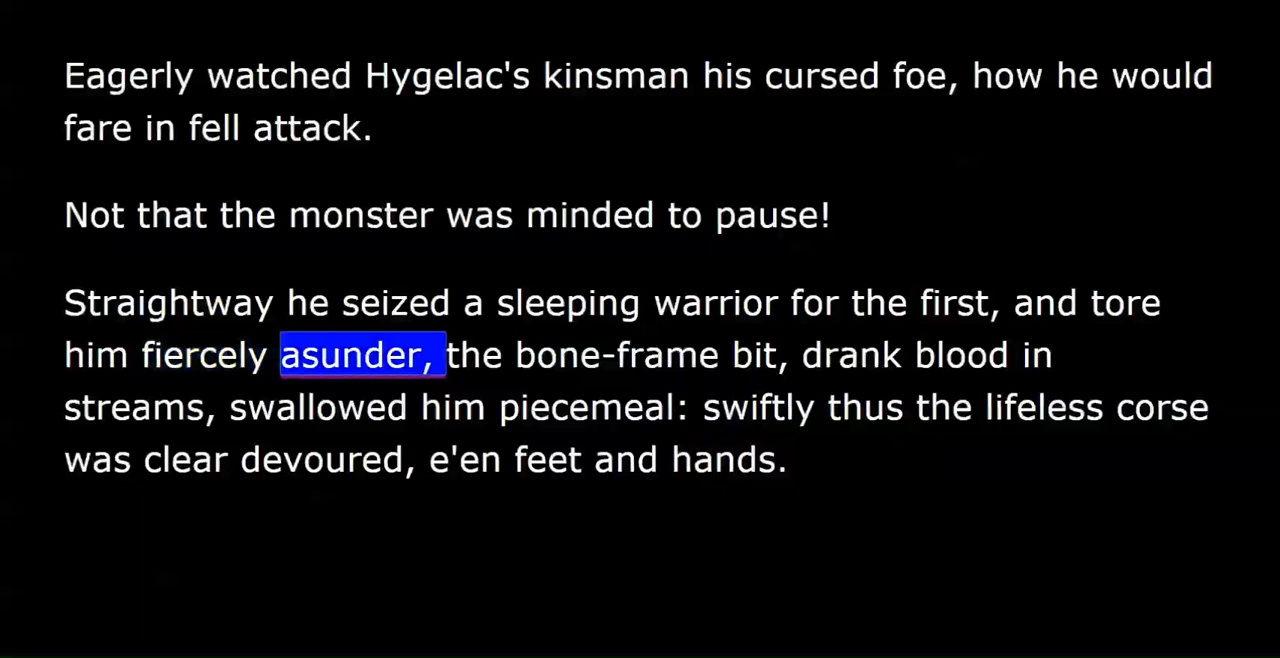 Eagerly watched Hygelac's kinsman his cursed foe, how he would
fare in fell attack.
Not that the monster was minded to pause!
Straightway he seized a sleeping warrior for the first, and tore
him fiercely asunder, the bone-frame bit, drank blood in
streams, swallowed him piecemeal: swiftly thus the lifeless corse
was clear devoured, e'en feet and hands.